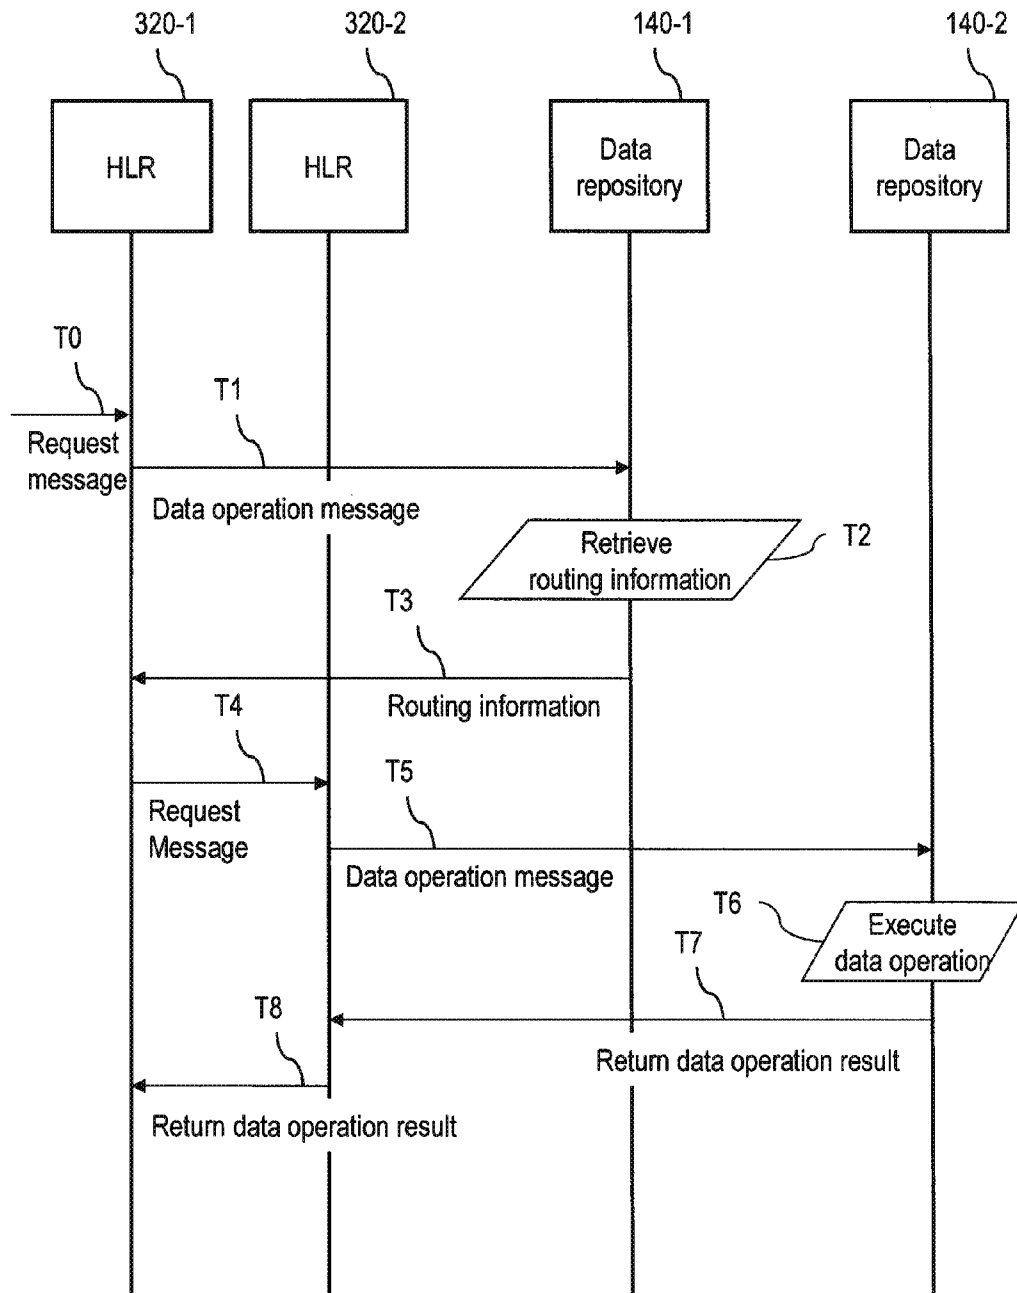 320-1
320-2
140-1
140-2
HLR
HLR
Data
repository
Data
repository
T0
Request
message
T1
Data operation message
Retrieve
routing information
T2
T3
Routing information
T4
Request
Message
T5
Data operation message
T6
Execute
data operation
T7
Return data operation result
T8
Return data operation result